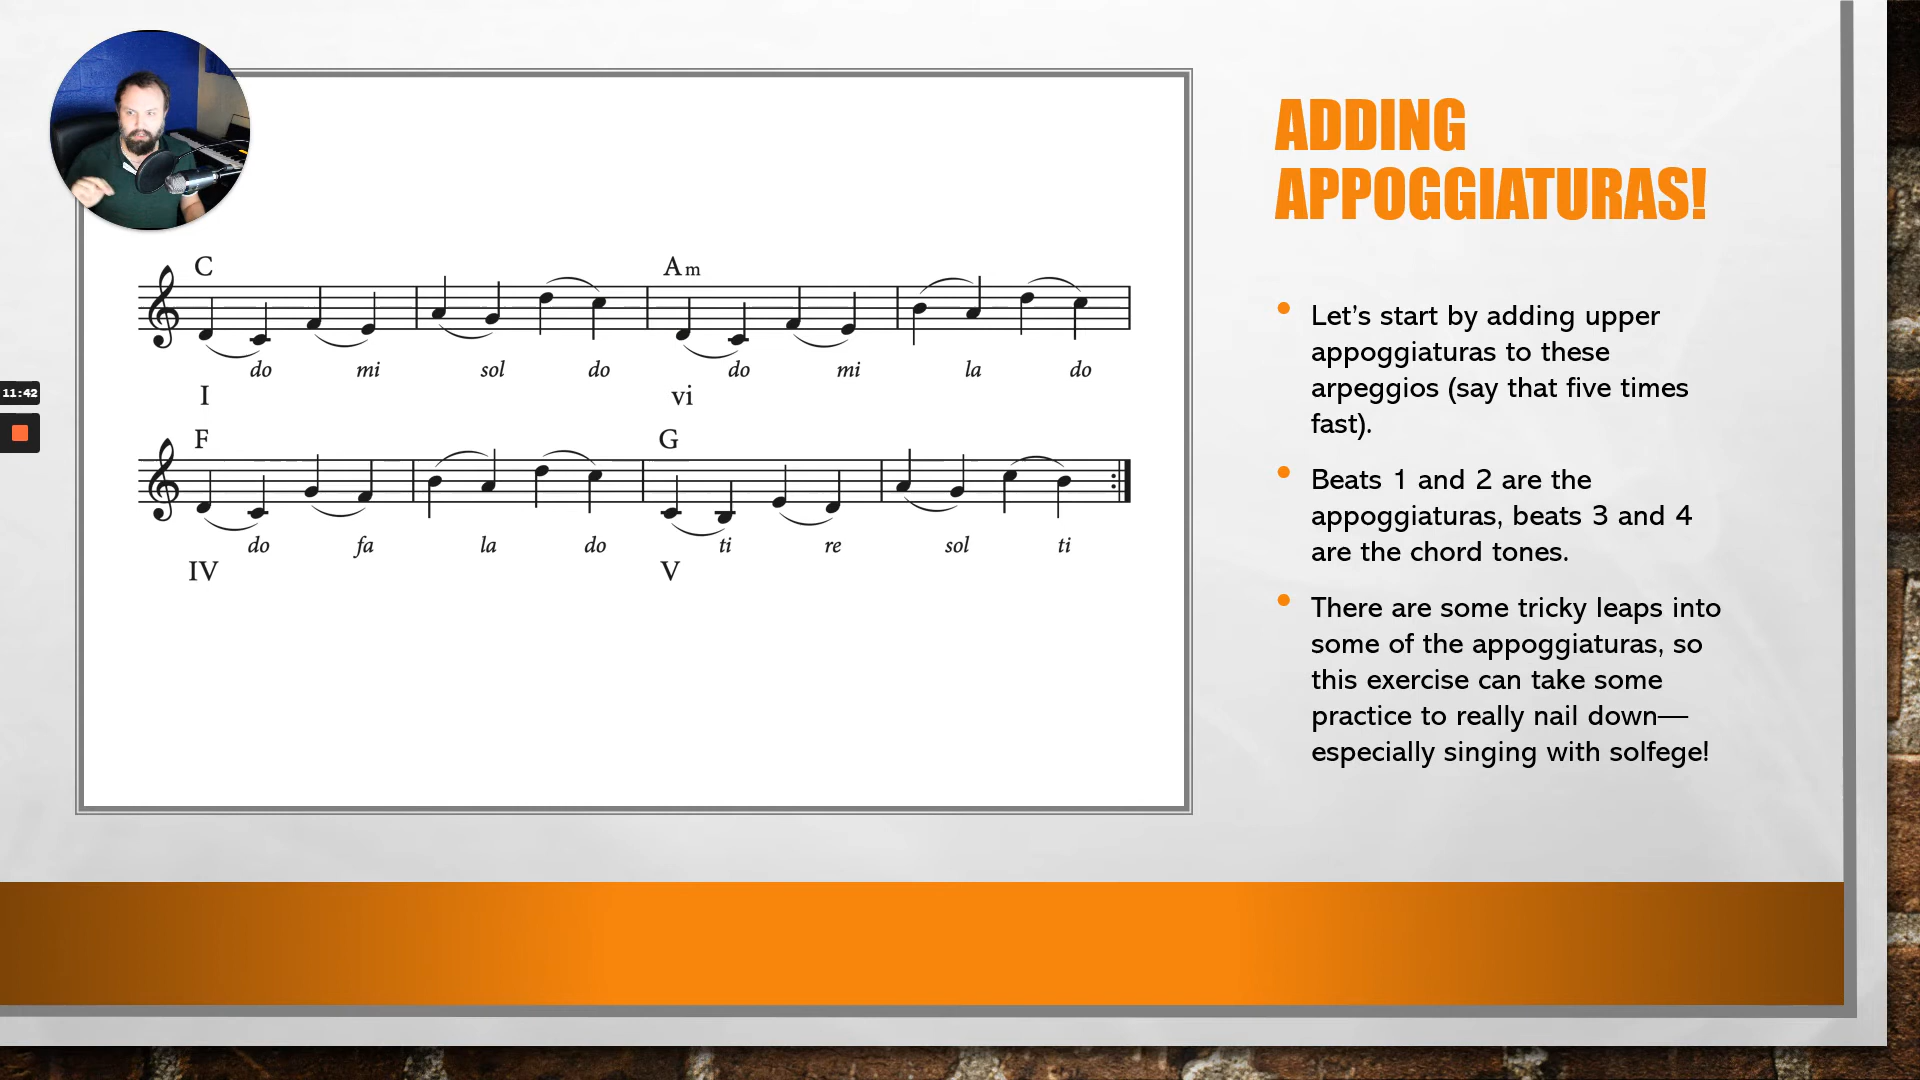 ADDING
APPOGGIATURAS!
C Am
do mi sol do do mi la do
I vi
F G
do fa la do ti re sol ti
IV V
• Let's start by adding upper
appoggiaturas to these
arpeggios (say that five times
fast).
• Beats 1 and 2 are the
appoggiaturas, beats 3 and 4
are the chord tones.
• There are some tricky leaps into
some of the appoggiaturas, so
this exercise can take some
practice to really nail down—
especially singing with solfege!
11:42